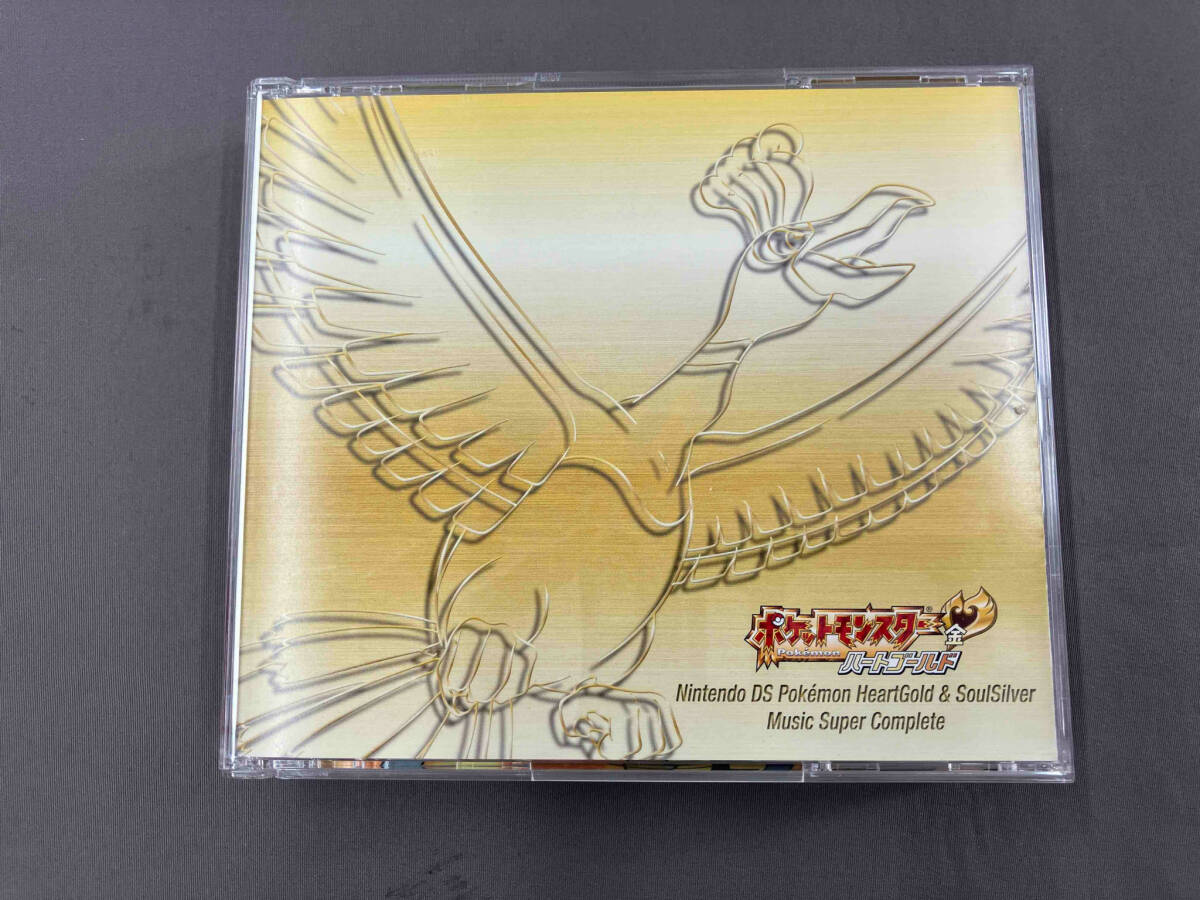 ポケットモンスター®
Pokémon
金
ハートゴールド
Nintendo DS Pokémon HeartGold & SoulSilver
Music Super Complete